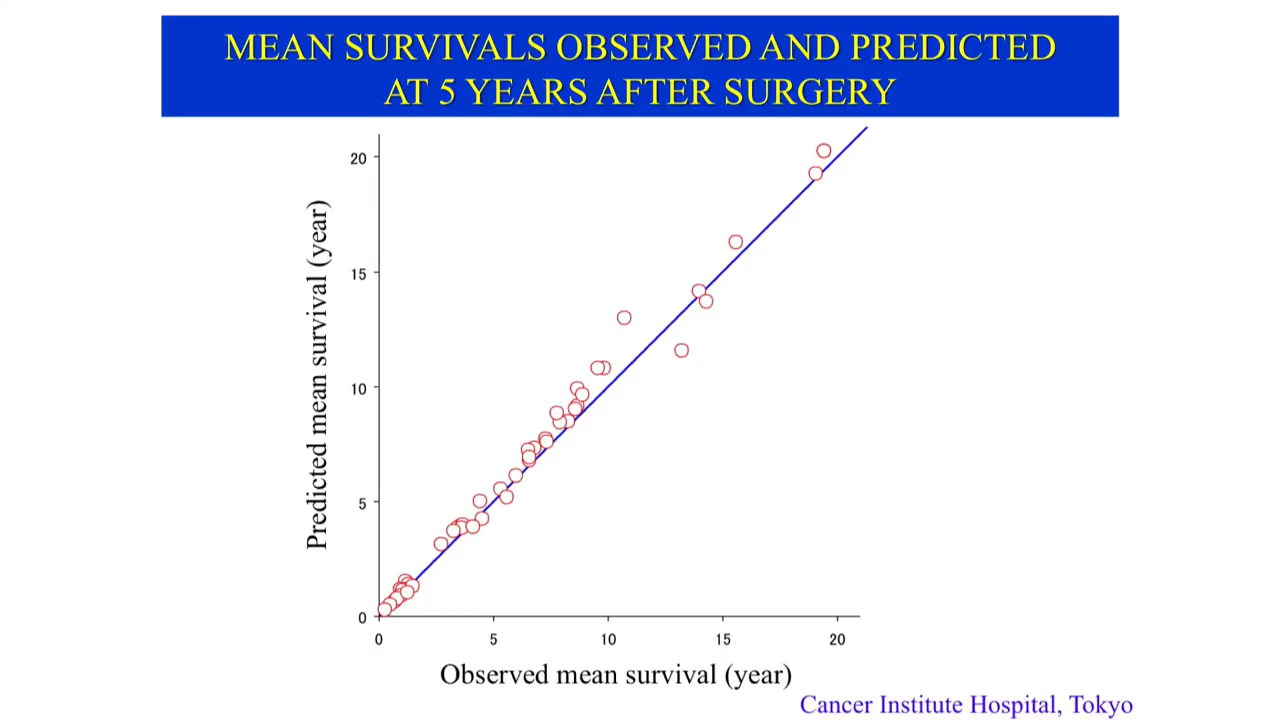 MEAN SURVIVALS OBSERVED AND PREDICTED
AT 5 YEARS AFTER SURGERY
Predicted mean survival (year)
20
15
10
5
0
0 5 10 15 20
Observed mean survival (year)
Cancer Institute Hospital, Tokyo